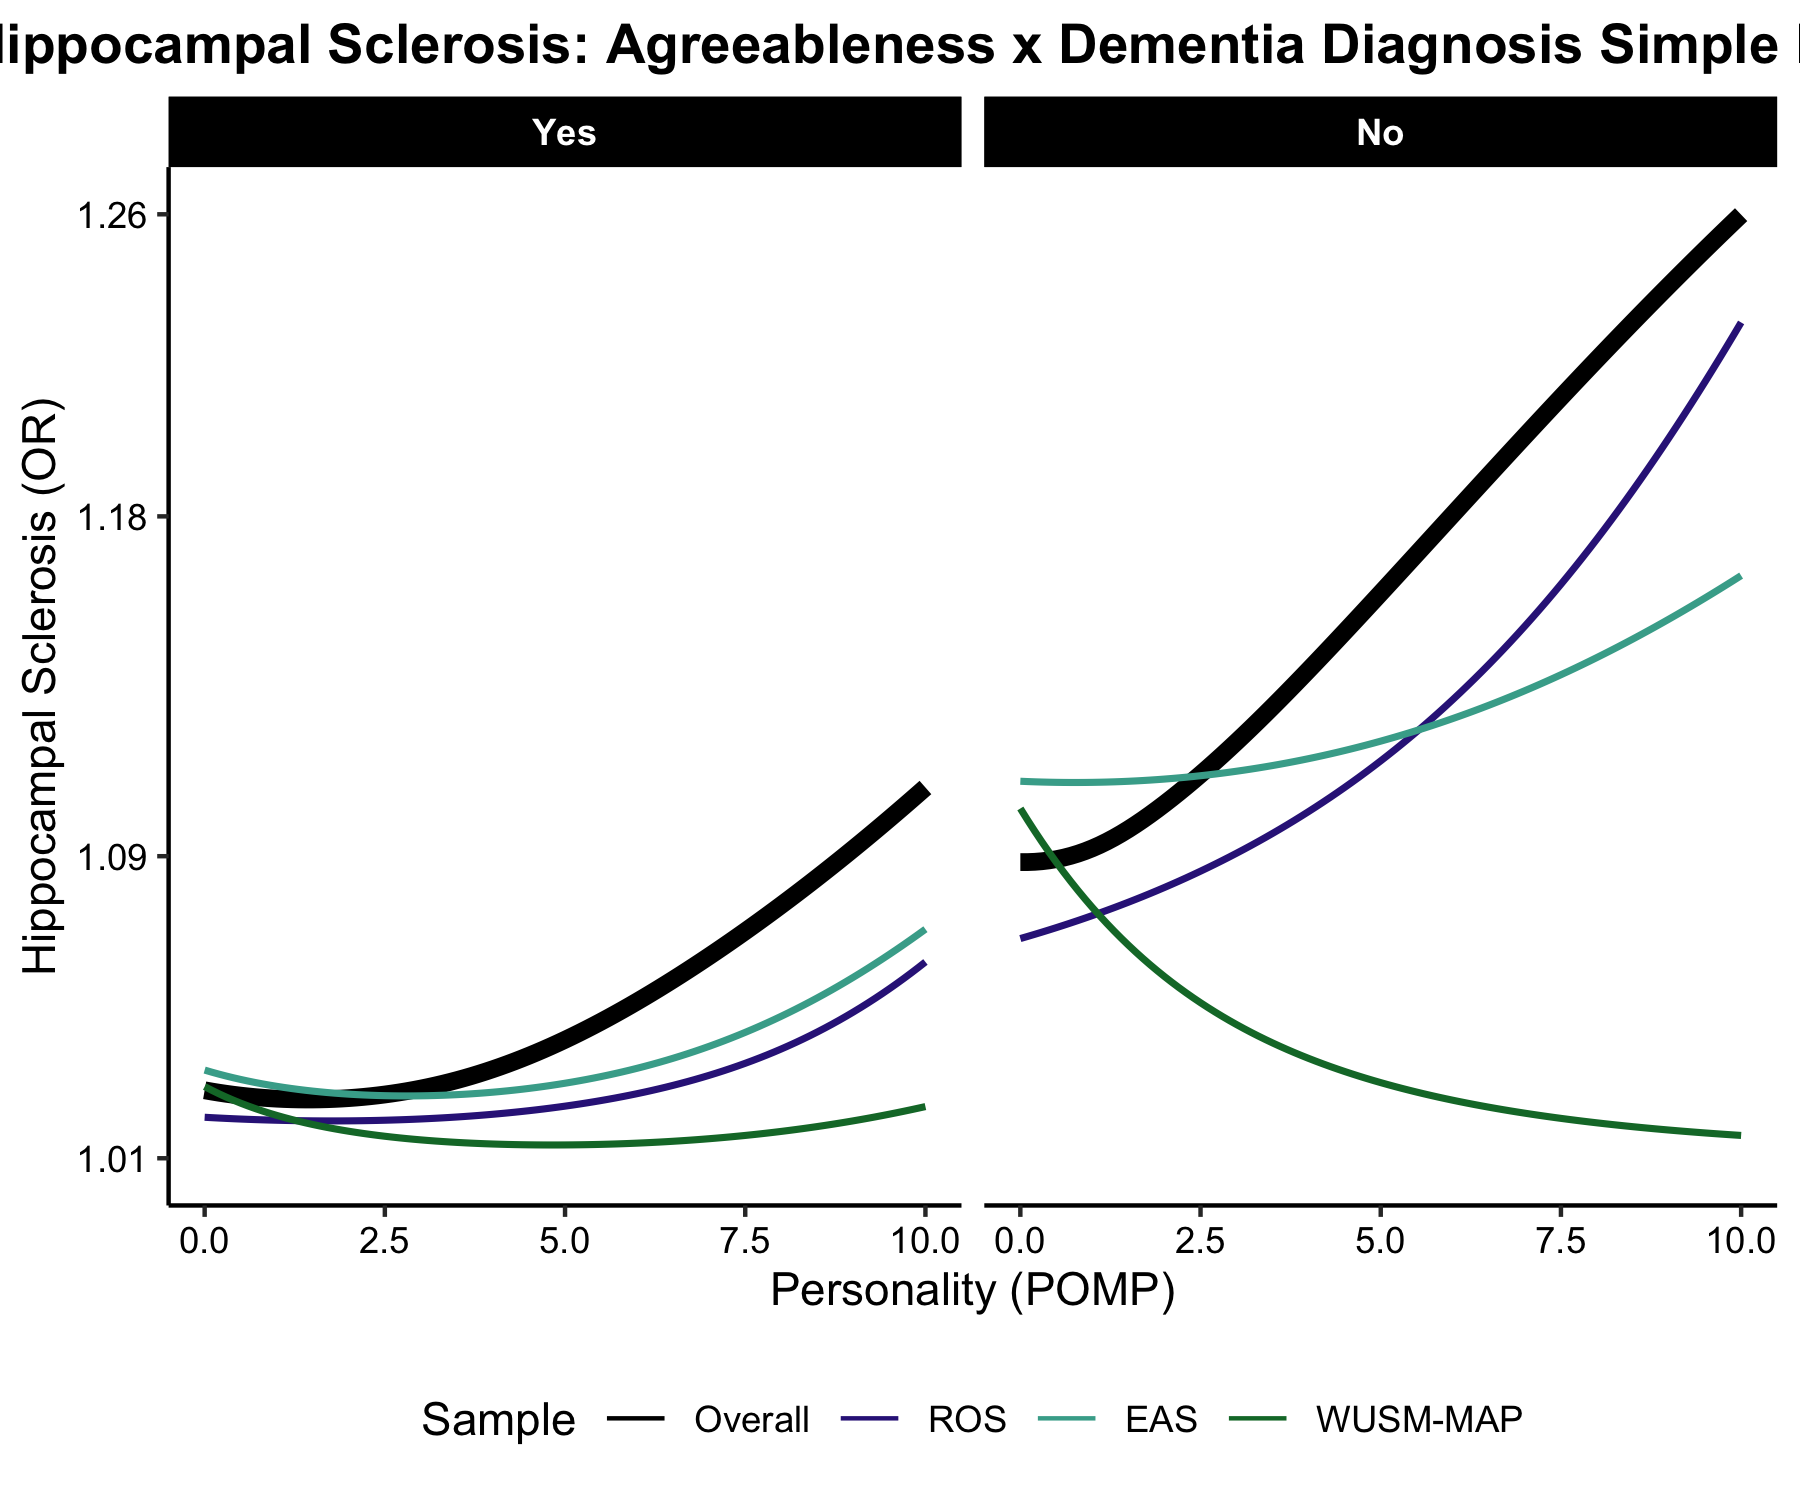 ippocampal Sclerosis: Agreeableness x Dementia Diagnosis Simple
Yes No
Hippocampal Sclerosis (OR)
1.26
1.18
1.09
1.01
0.0 2.5 5.0 7.5 10.0 0.0 2.5 5.0 7.5 10.0
Personality (POMP)
Sample Overall ROS EAS WUSM-MAP